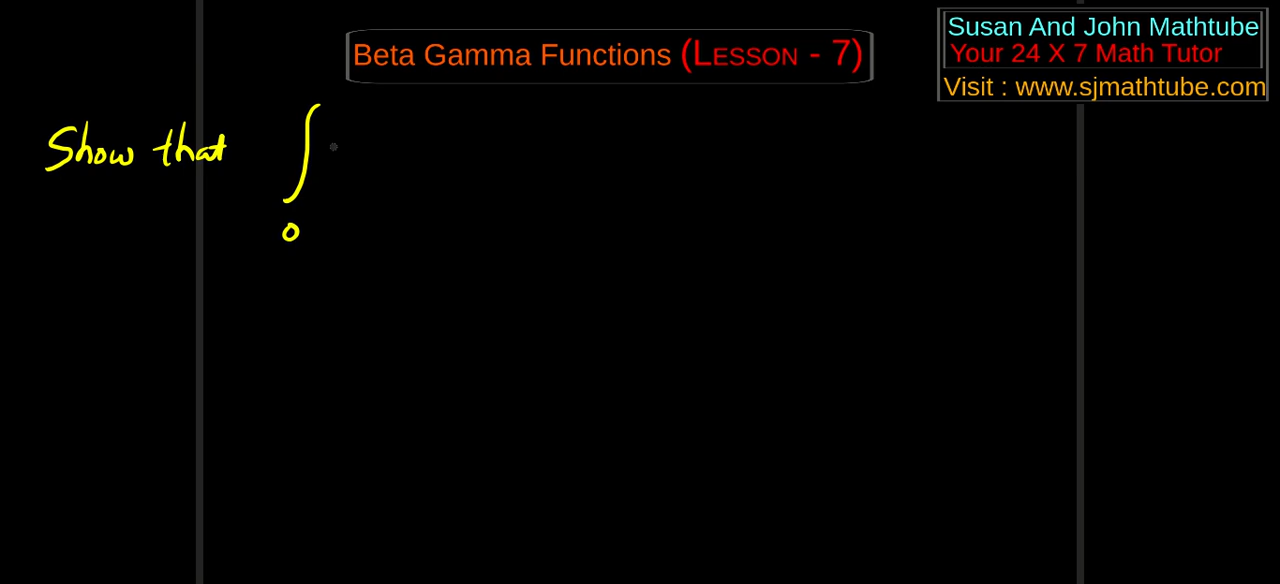 Susan And John Mathtube
Your 24 X 7 Math Tutor
Visit : www.sjmathtube.com
Beta Gamma Functions (LESSON - 7)
Show that ∫
0